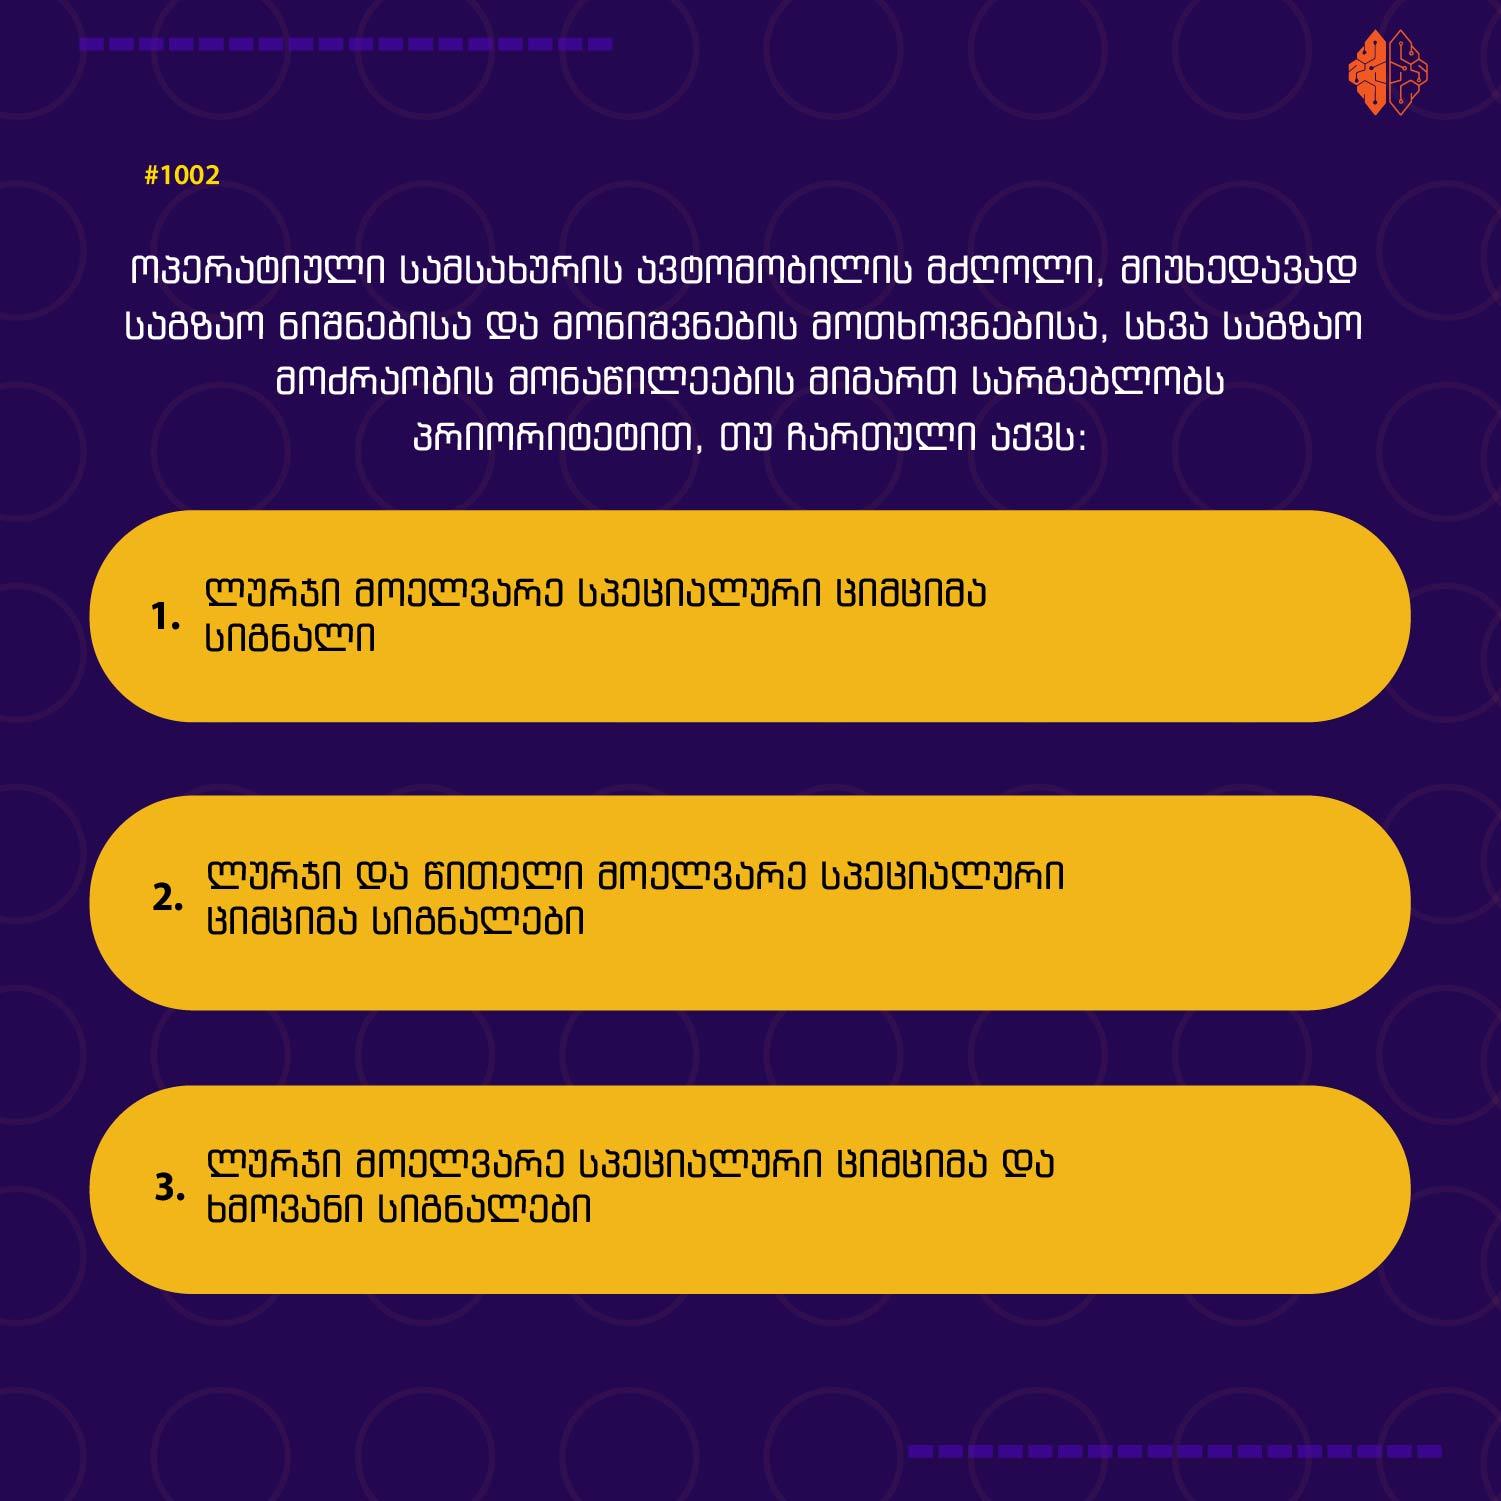 #1002
ოპერატიული სამსახურის ავტომობილის მძღოლი, მიუხედავად
საგზაო ნიშნებისა და მონიშვნების მოთხოვნებისა, სხვა საგზაო
მოძრაობის მონაწილეების მიმართ სარგებლობს
პრიორიტეტით, თუ ჩართული აქვს:
1. ლურჯი მოელვარე სპეციალური ციმციმა
სიგნალი
2. ლურჯი და წითელი მოელვარე სპეციალური
ციმციმა სიგნალები
3. ლურჯი მოელვარე სპეციალური ციმციმა და
ხმოვანი სიგნალები